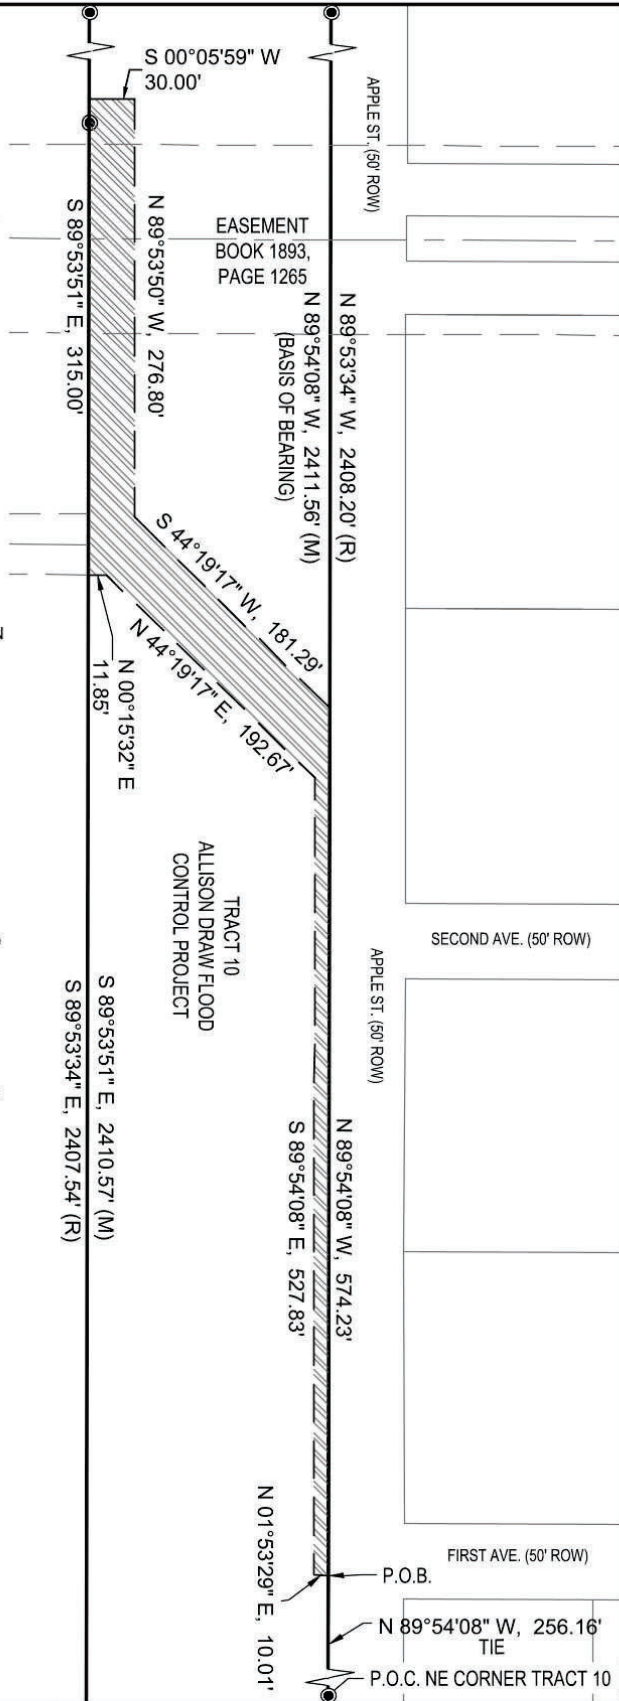 S 00°05'59" W
30.00'
APPLE ST. (50' ROW)
EASEMENT
BOOK 1893,
PAGE 1265
N 89°53'50" W, 276.80'
S 89°53'51" E, 315.00'
N 89°53'34" W, 2408.20' (R)
N 89°54'08" W, 2411.56' (M)
(BASIS OF BEARING)
S 44°19'17" W, 181.29'
N 44°19'17" E, 192.67'
N 00°15'32" E
11.85'
TRACT 10
ALLISON DRAW FLOOD
CONTROL PROJECT
SECOND AVE. (50' ROW)
APPLE ST. (50' ROW)
S 89°53'51" E, 2410.57' (M)
S 89°53'34" E, 2407.54' (R)
N 89°54'08" W, 574.23'
S 89°54'08" E, 527.83'
N 01°53'29" E, 10.01'
FIRST AVE. (50' ROW)
P.O.B.
N 89°54'08" W, 256.16'
TIE
P.O.C. NE CORNER TRACT 10